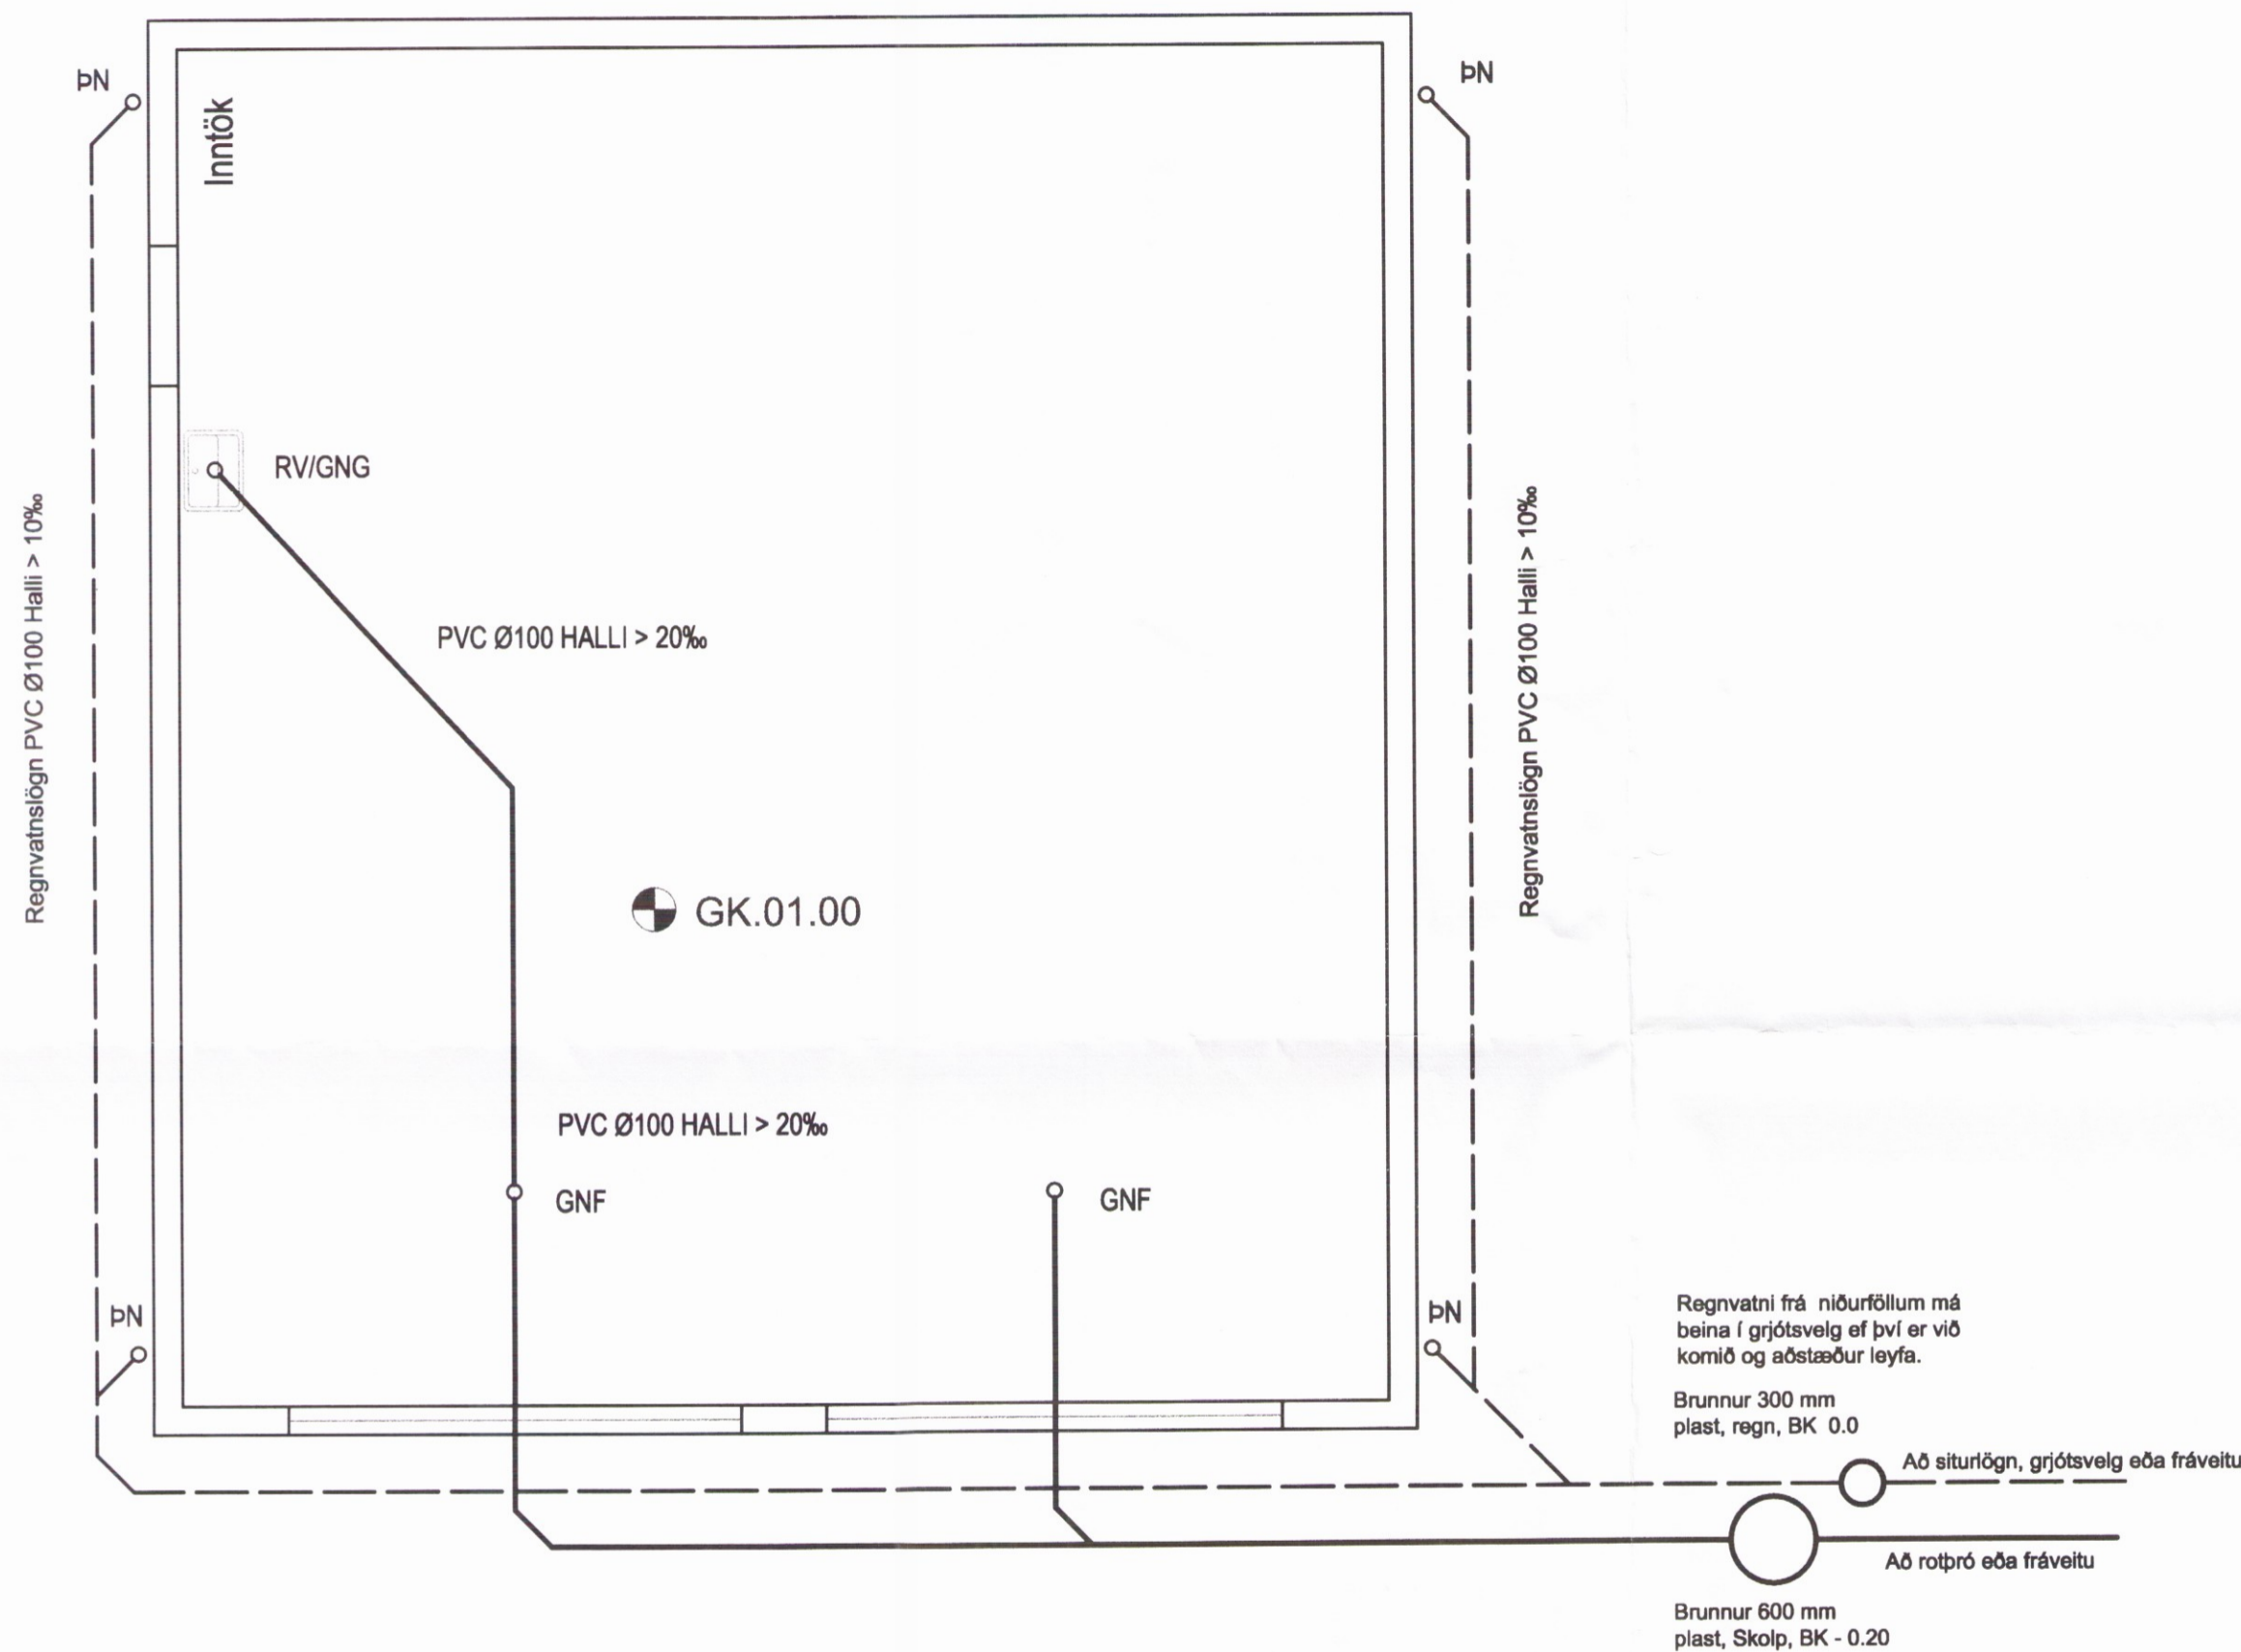 ÞN
ÞN
Inntök
RV/GNG
Regnvatnslögn PVC Ø100 Halli > 10‰
Regnvatnslögn PVC Ø100 Halli > 10‰
PVC Ø100 HALLI > 20‰
GK.01.00
PVC Ø100 HALLI > 20‰
GNF
GNF
ÞN
ÞN
Regnvatni frá niðurföllum má
beina í grjótsvelg ef því er við
komið og aðstæður leyfa.
Brunnur 300 mm
plast, regn, BK 0.0
Að siturlögn, grjótsvelg eða fráveitu
Að rotþró eða fráveitu
Brunnur 600 mm
plast, Skolp, BK - 0.20